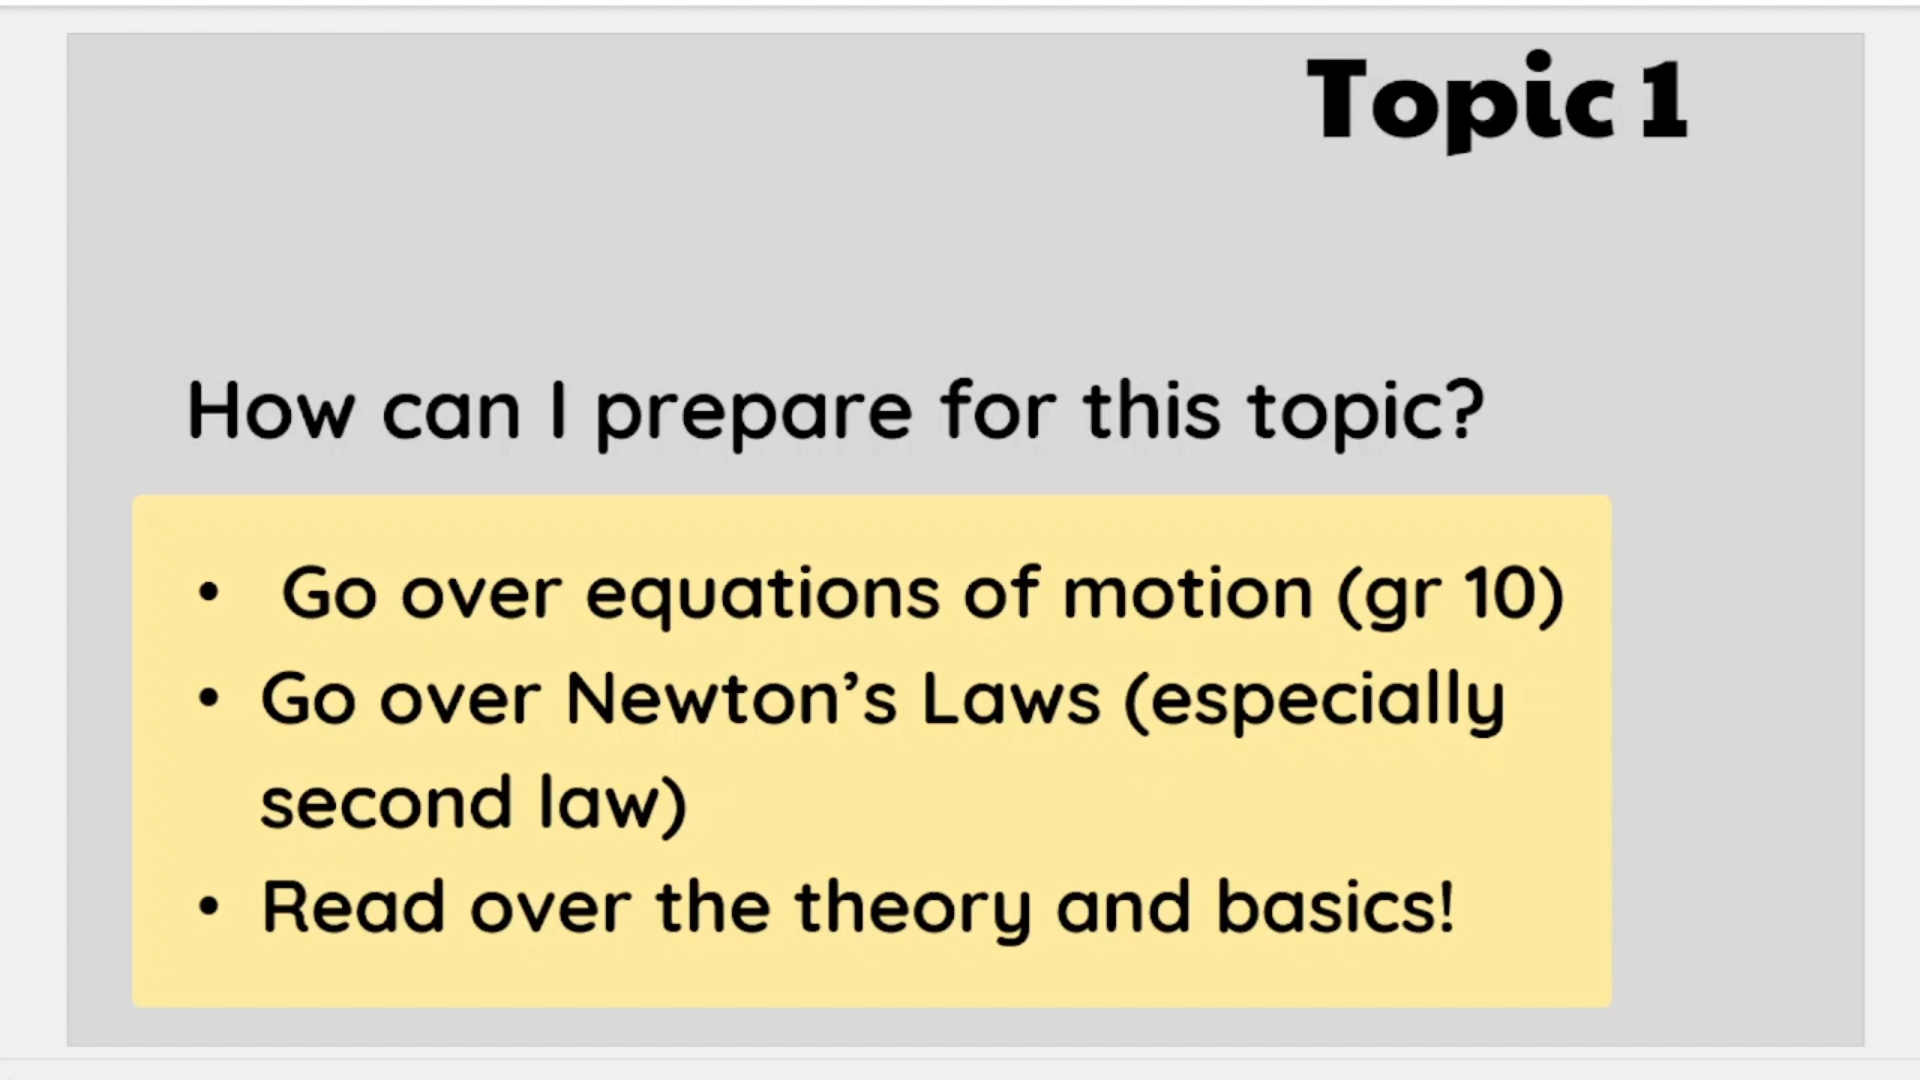 Topic 1
How can I prepare for this topic?
• Go over equations of motion (gr 10)
• Go over Newton’s Laws (especially
second law)
• Read over the theory and basics!